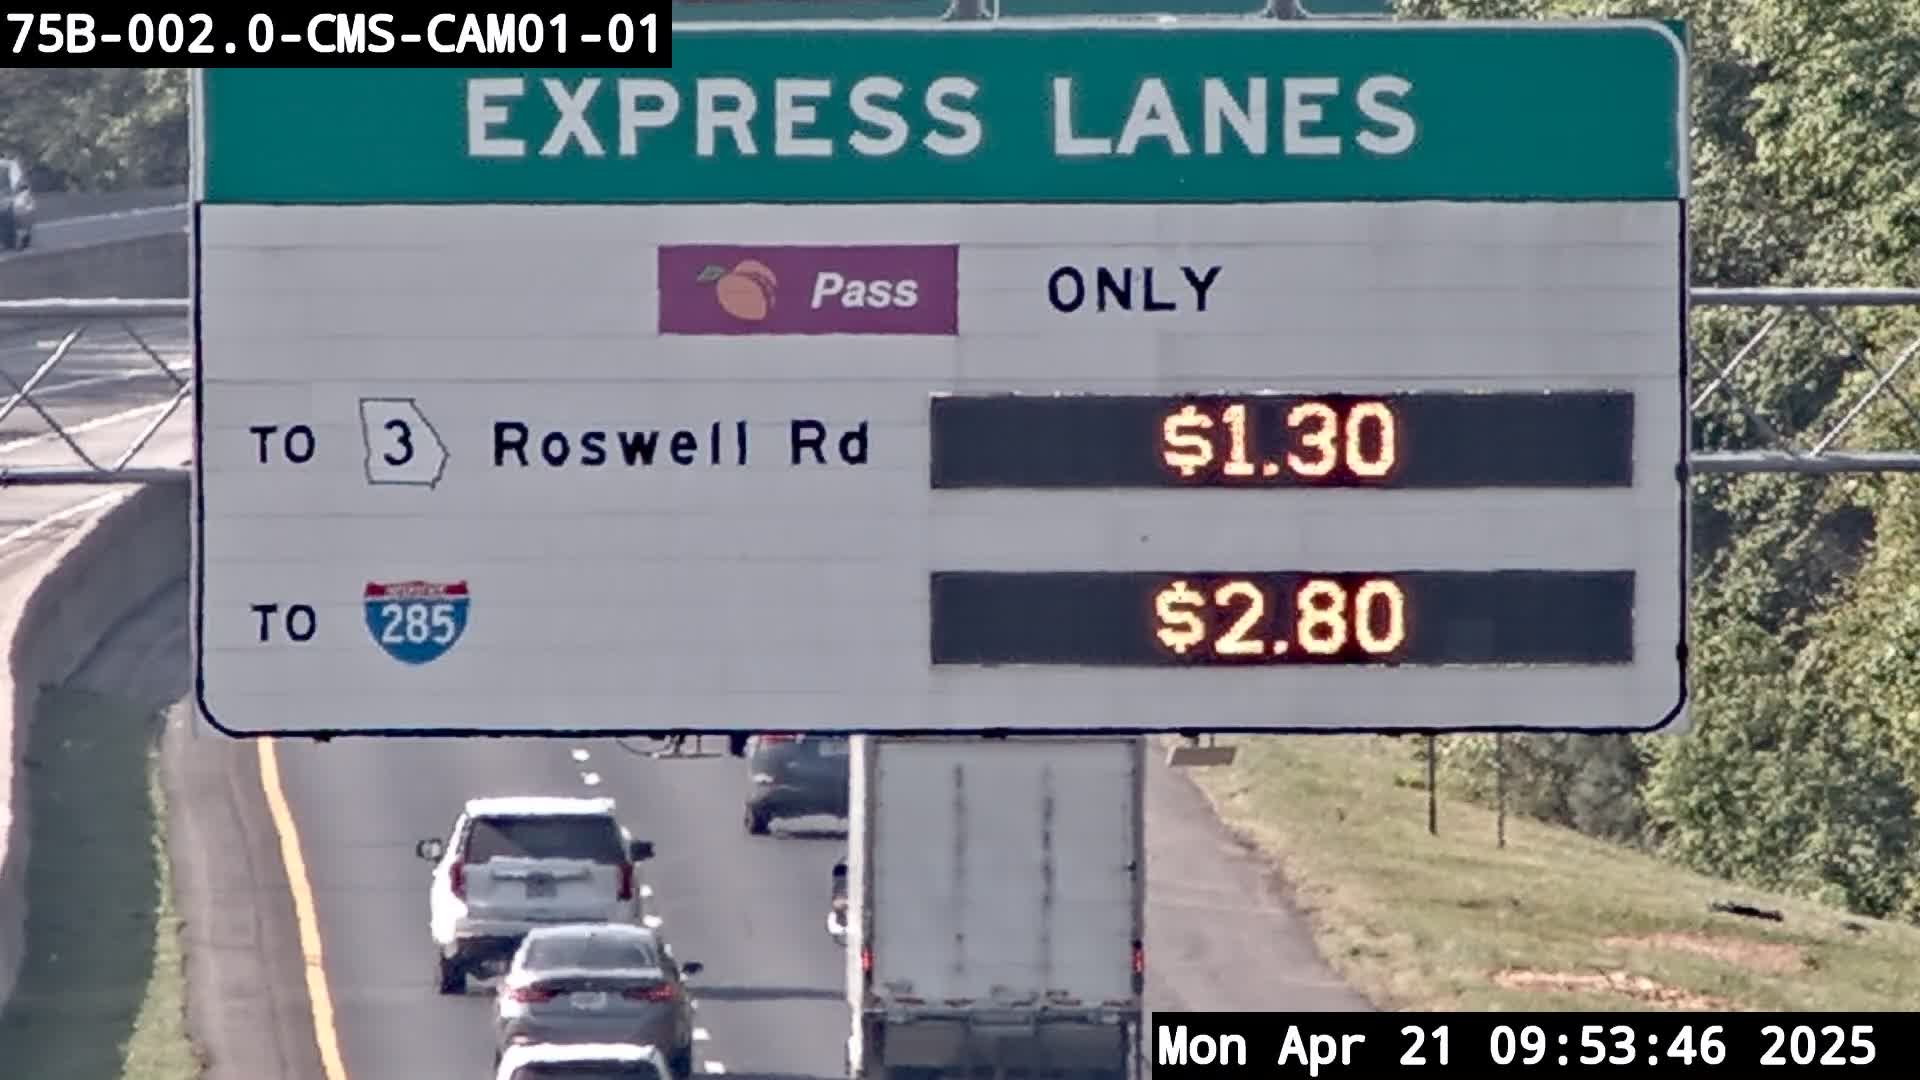 75B-002.0-CMS-CAM01-01
EXPRESS LANES
Pass ONLY
TO 3 Roswell Rd $1.30
TO 285 $2.80
Mon Apr 21 09:53:46 2025